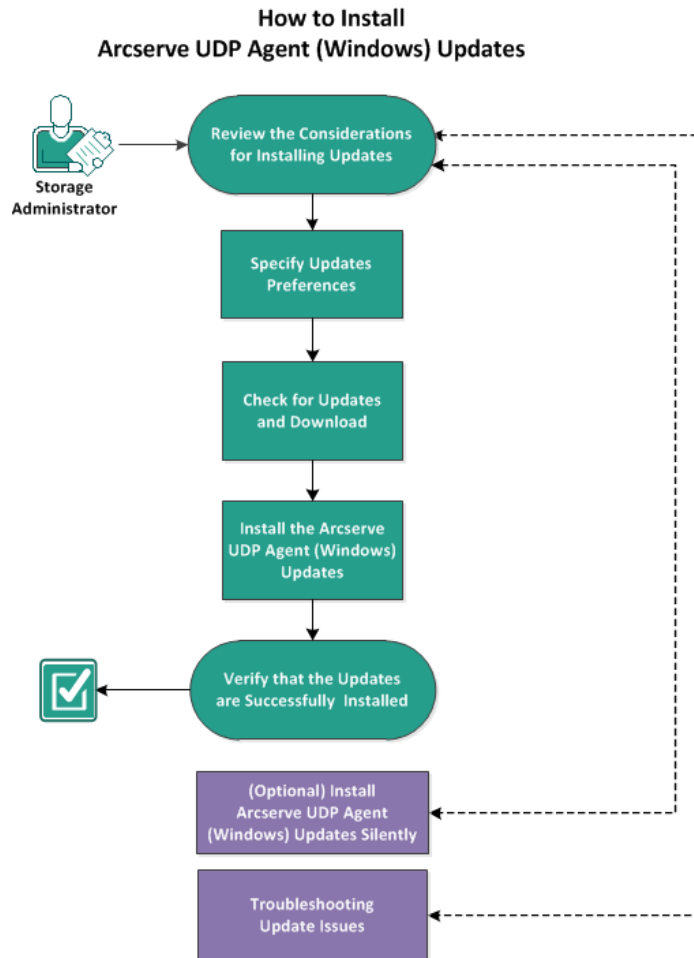 How to Install
Arcserve UDP Agent (Windows) Updates
Storage
Administrator
Review the Considerations
for Installing Updates
Specify Updates
Preferences
Check for Updates
and Download
Install the Arcserve
UDP Agent (Windows)
Updates
Verify that the Updates
are Successfully Installed
(Optional) Install
Arcserve UDP Agent
(Windows) Updates Silently
Troubleshooting
Update Issues